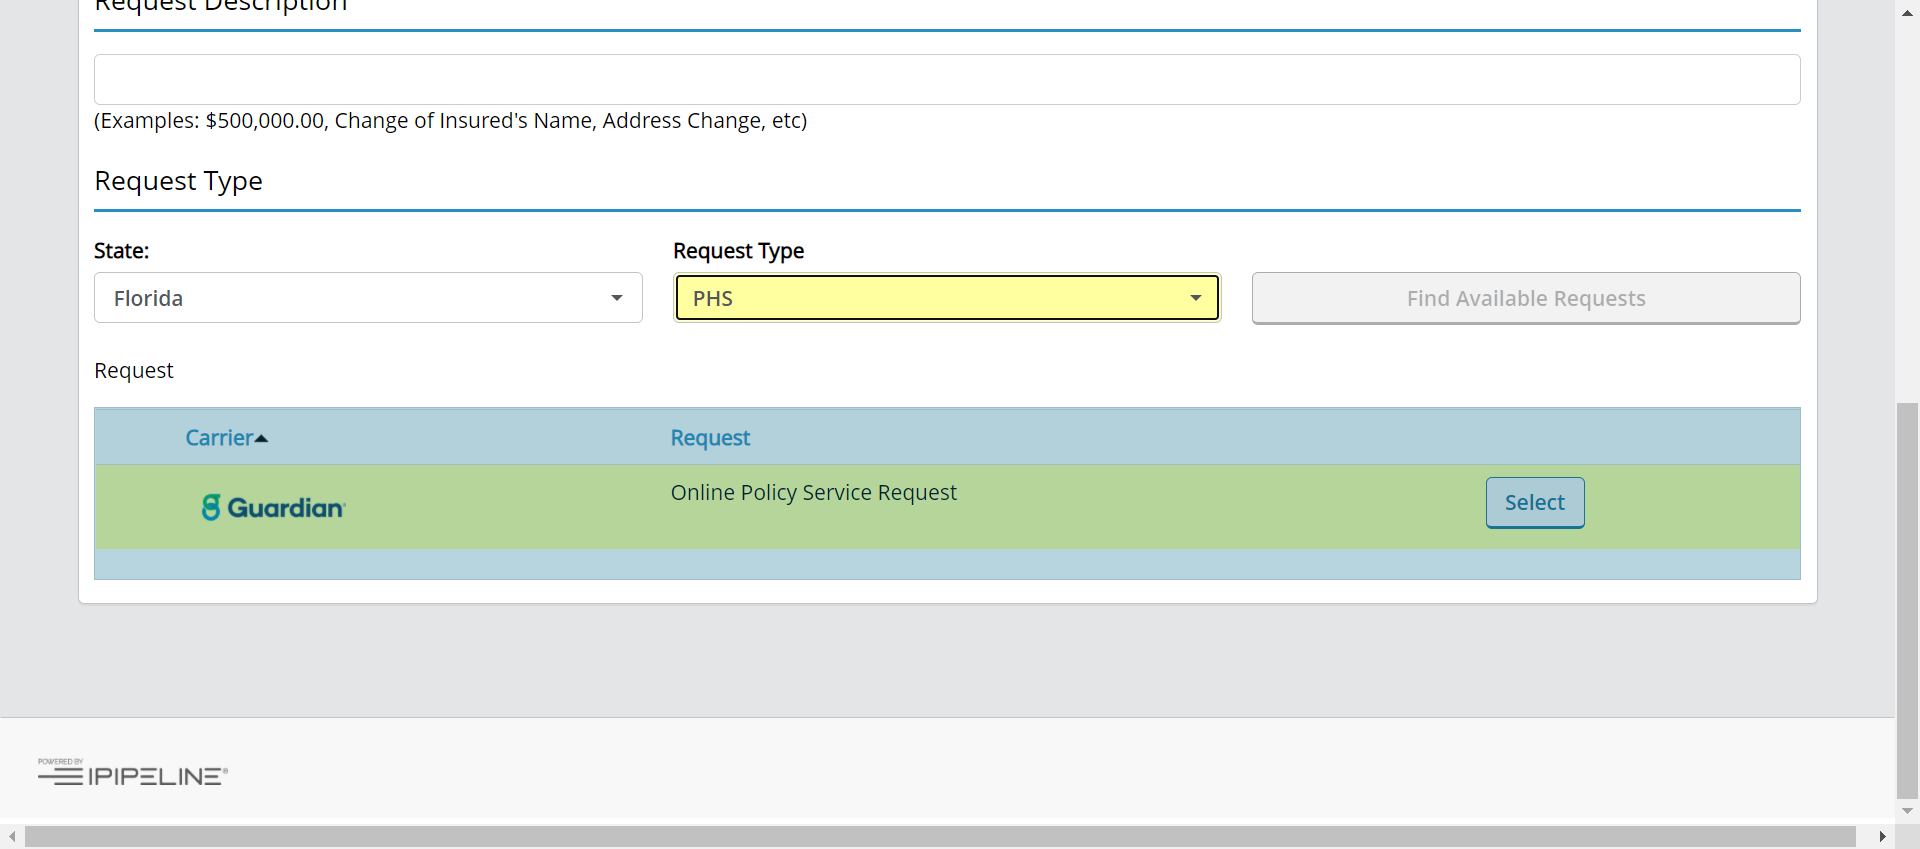 Request Description
(Examples: $500,000.00, Change of Insured's Name, Address Change, etc)
Request Type
State:
Request Type
Florida
PHS
Find Available Requests
Request
Carrier
Request
Guardian
Online Policy Service Request
Select
POWERED BY
IPIPELINE®